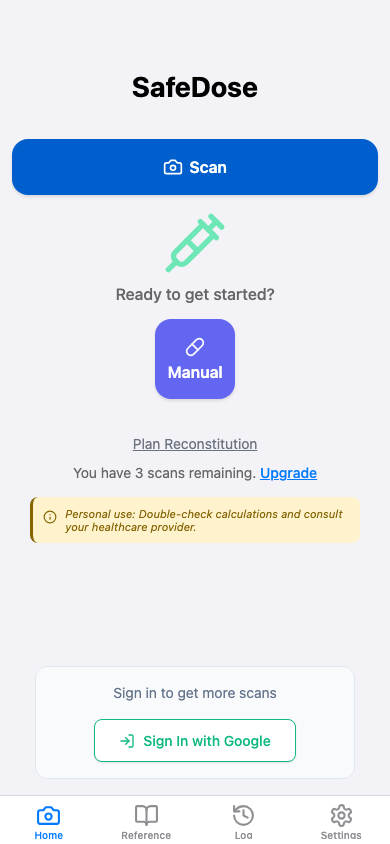 SafeDose
Scan
Ready to get started?
Manual
Plan Reconstitution
You have 3 scans remaining. Upgrade
Personal use: Double-check calculations and consult
your healthcare provider.
Sign in to get more scans
Sign In with Google
Home
Reference
Log
Settings